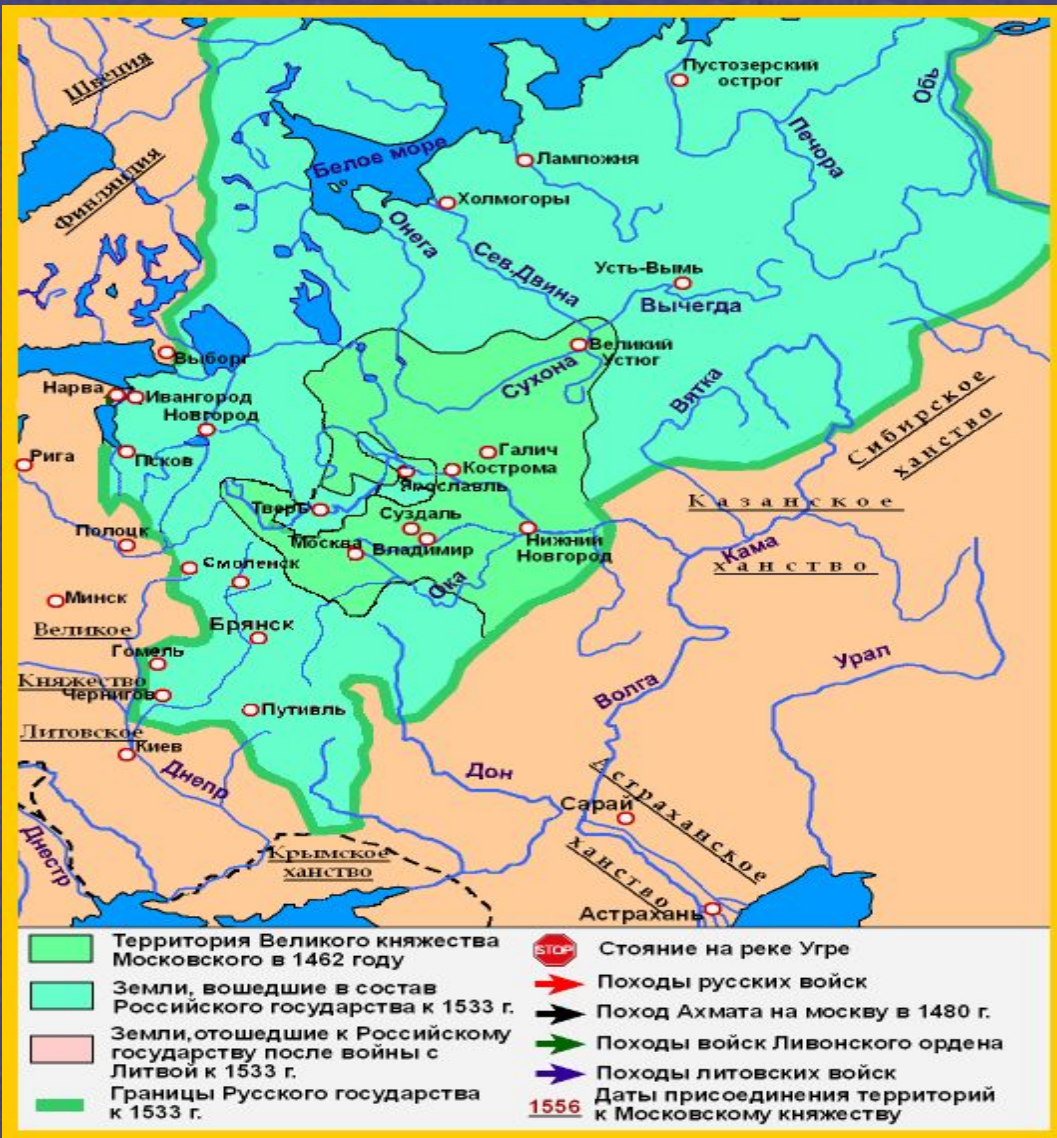 Швеция
Финляндия
Белое море
Пустозерский
острог
Обь
Печора
Лампожня
Холмогоры
Онега
Сев.Двина
Усть-Вымь
Вычегда
Великий
Устюг
Сухона
Вятка
Выборг
Нарва
Ивангород
Новгород
Псков
Рига
Галич
Кострома
Ярославль
Тверь
Суздаль
Москва
Владимир
Нижний
Новгород
Ока
Полоцк
Смоленск
Минск
Брянск
Великое
Княжество
Литовское
Гомель
Чернигов
Путивль
Киев
Днепр
Днестр
Дон
Волга
Урал
Кама
Казанское
ханство
Сибирское
ханство
Сарай
Астраханское
ханство
Астрахань
Крымское
ханство
Территория Великого княжества
Московского в 1462 году
Земли, вошедшие в состав
Российского государства к 1533 г.
Земли,отошедшие к Российскому
государству после войны с
Литвой к 1533 г.
Границы Русского государства
к 1533 г.
STOP
Стояние на реке Угре
Походы русских войск
Поход Ахмата на москву в 1480 г.
Походы войск Ливонского ордена
Походы литовских войск
1556 Даты присоединения территорий
к Московскому княжеству